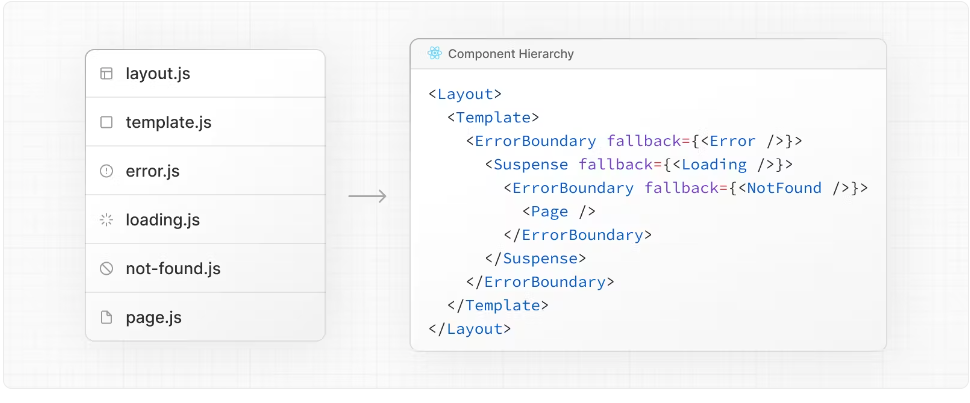 layout.js
template.js
error.js
loading.js
not-found.js
page.js
Component Hierarchy
<Layout>
<Template>
<ErrorBoundary fallback={<Error />}>
<Suspense fallback={<Loading />}>
<ErrorBoundary fallback={<NotFound />}>
<Page />
</ErrorBoundary>
</Suspense>
</ErrorBoundary>
</Template>
</Layout>